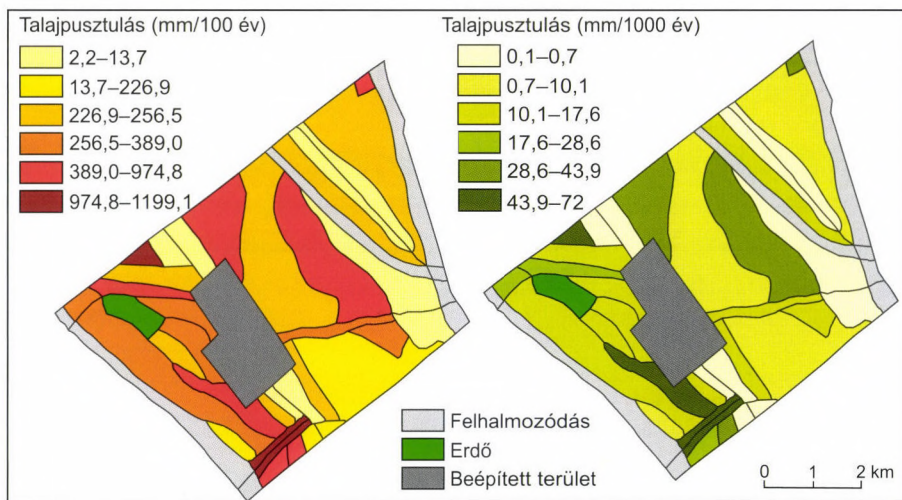 Talajpusztulás (mm/100 év)
2,2–13,7
13,7–226,9
226,9–256,5
256,5–389,0
389,0–974,8
974,8–1199,1
Talajpusztulás (mm/1000 év)
0,1–0,7
0,7–10,1
10,1–17,6
17,6–28,6
28,6–43,9
43,9–72
Felhalmozódás
Erdő
Beépített terület
0 1 2 km